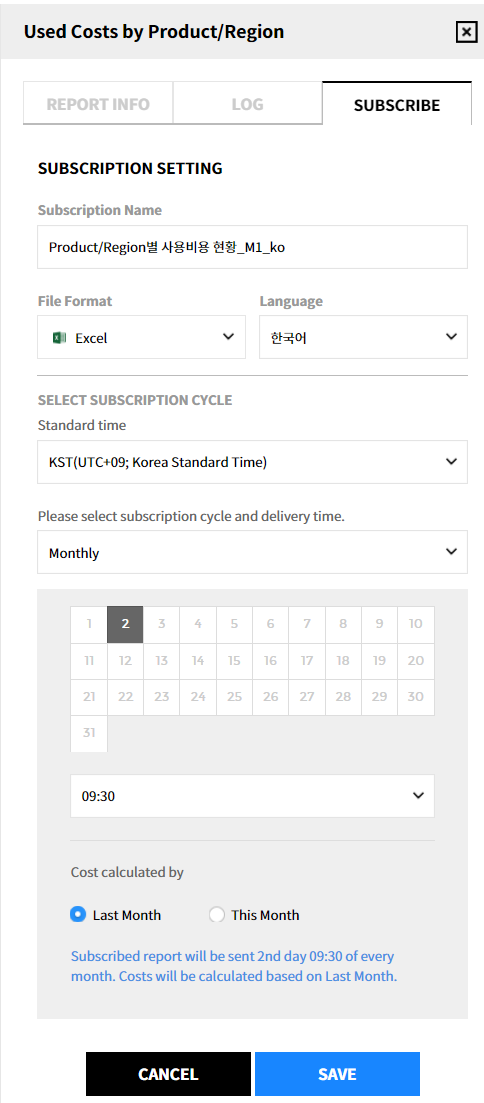 Used Costs by Product/Region
REPORT INFO LOG SUBSCRIBE
SUBSCRIPTION SETTING
Subscription Name
Product/Region별 사용비용 현황_M1_ko
File Format Language
Excel 한국어
SELECT SUBSCRIPTION CYCLE
Standard time
KST(UTC+09; Korea Standard Time)
Please select subscription cycle and delivery time.
Monthly
1 2 3 4 5 6 7 8 9 10
11 12 13 14 15 16 17 18 19 20
21 22 23 24 25 26 27 28 29 30
31
09:30
Cost calculated by
Last Month This Month
Subscribed report will be sent 2nd day 09:30 of every
month. Costs will be calculated based on Last Month.
CANCEL SAVE